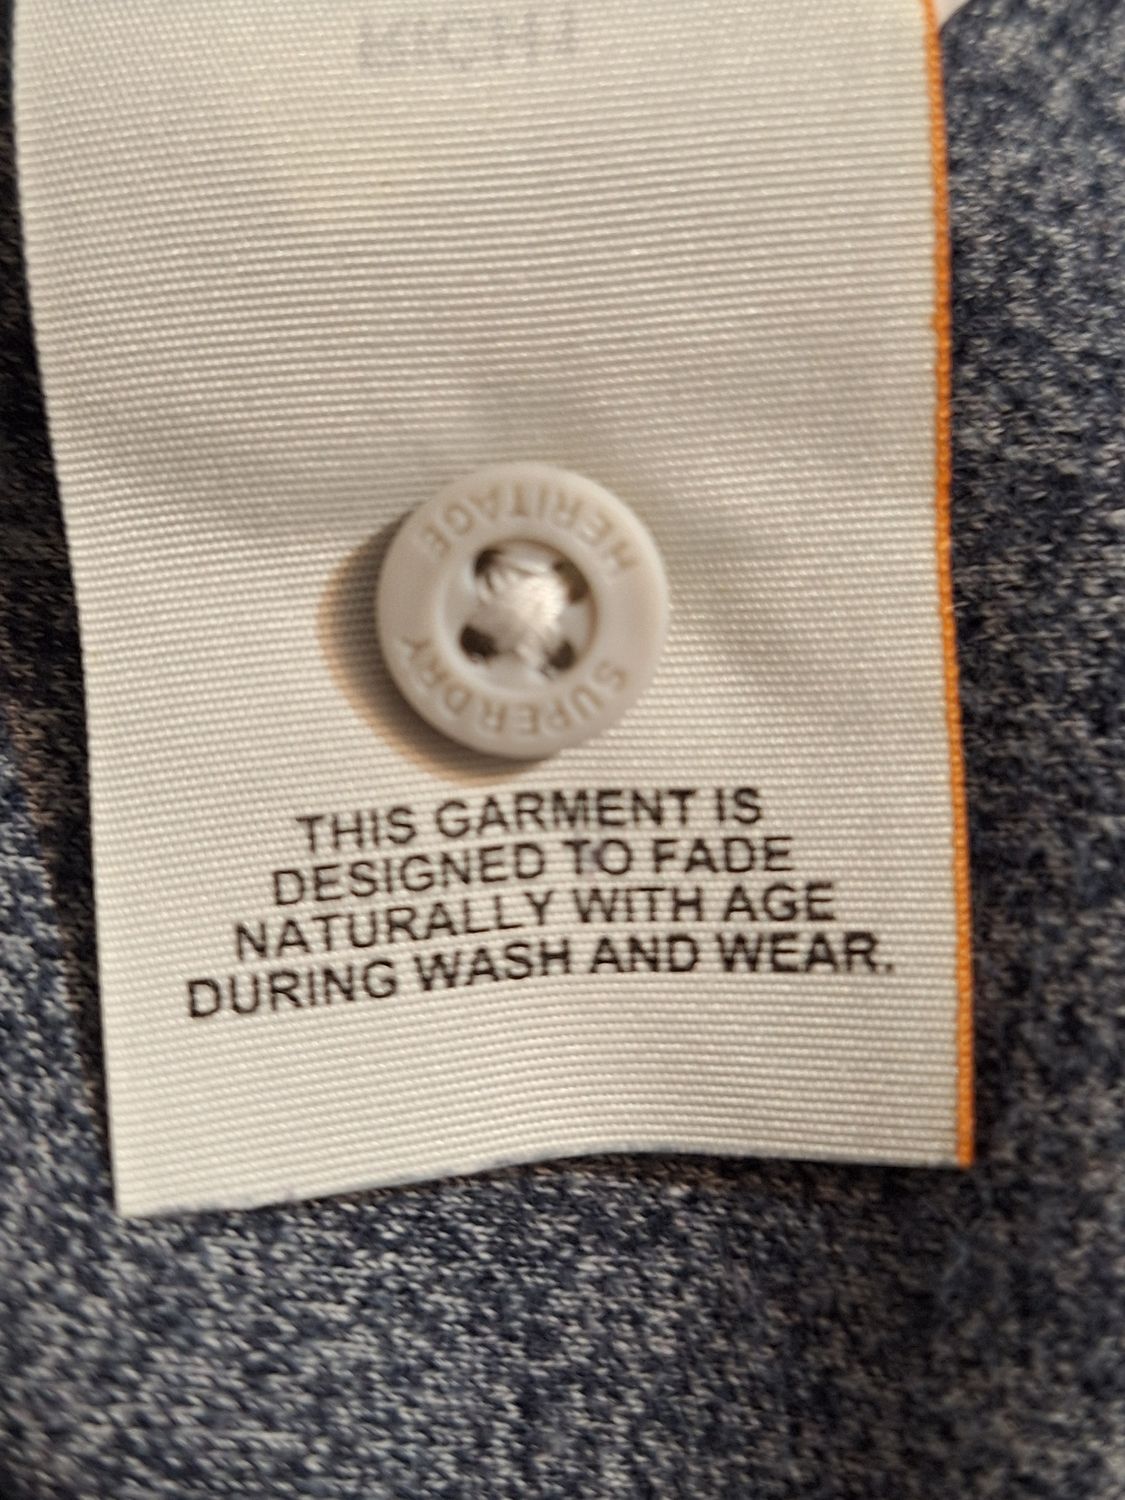 HERITAGE
SUPERDRY
THIS GARMENT IS
DESIGNED TO FADE
NATURALLY WITH AGE
DURING WASH AND WEAR.